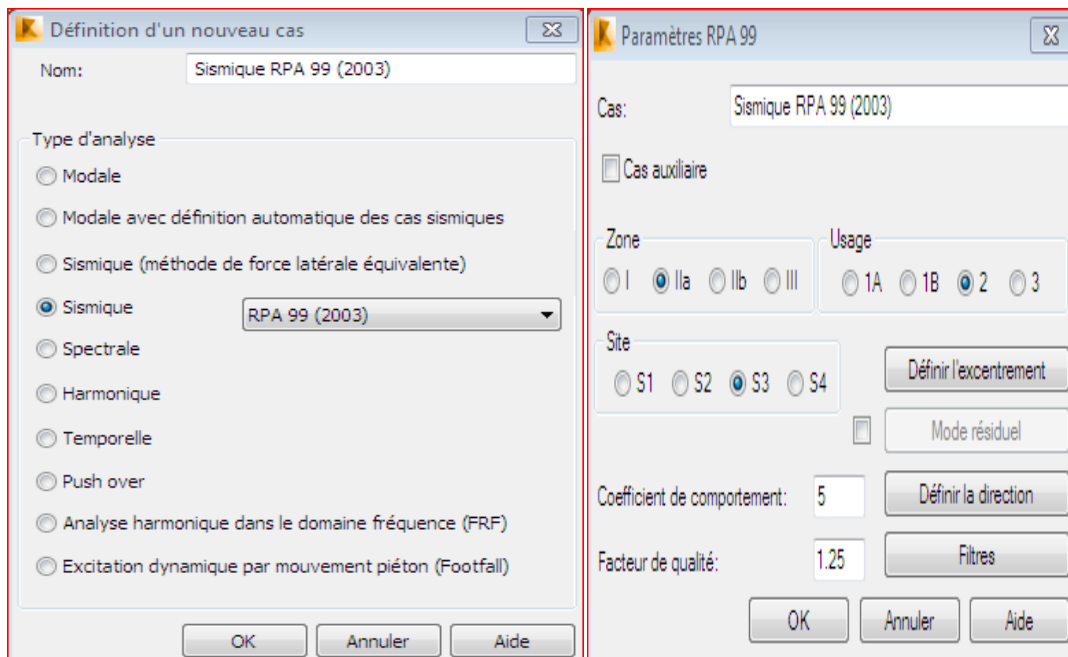 Définition d'un nouveau cas
Nom: Sismique RPA 99 (2003)
Type d'analyse
Modale
Modale avec définition automatique des cas sismiques
Sismique (méthode de force latérale équivalente)
Sismique RPA 99 (2003)
Spectrale
Harmonique
Temporelle
Push over
Analyse harmonique dans le domaine fréquence (FRF)
Excitation dynamique par mouvement piéton (Footfall)
OK Annuler Aide
Paramètres RPA 99
Cas: Sismique RPA 99 (2003)
Cas auxiliaire
Zone
I IIa IIb III
Usage
1A 1B 2 3
Site
S1 S2 S3 S4
Définir l'excentrement
Mode résiduel
Coefficient de comportement: 5 Définir la direction
Facteur de qualité: 1.25 Filtres
OK Annuler Aide